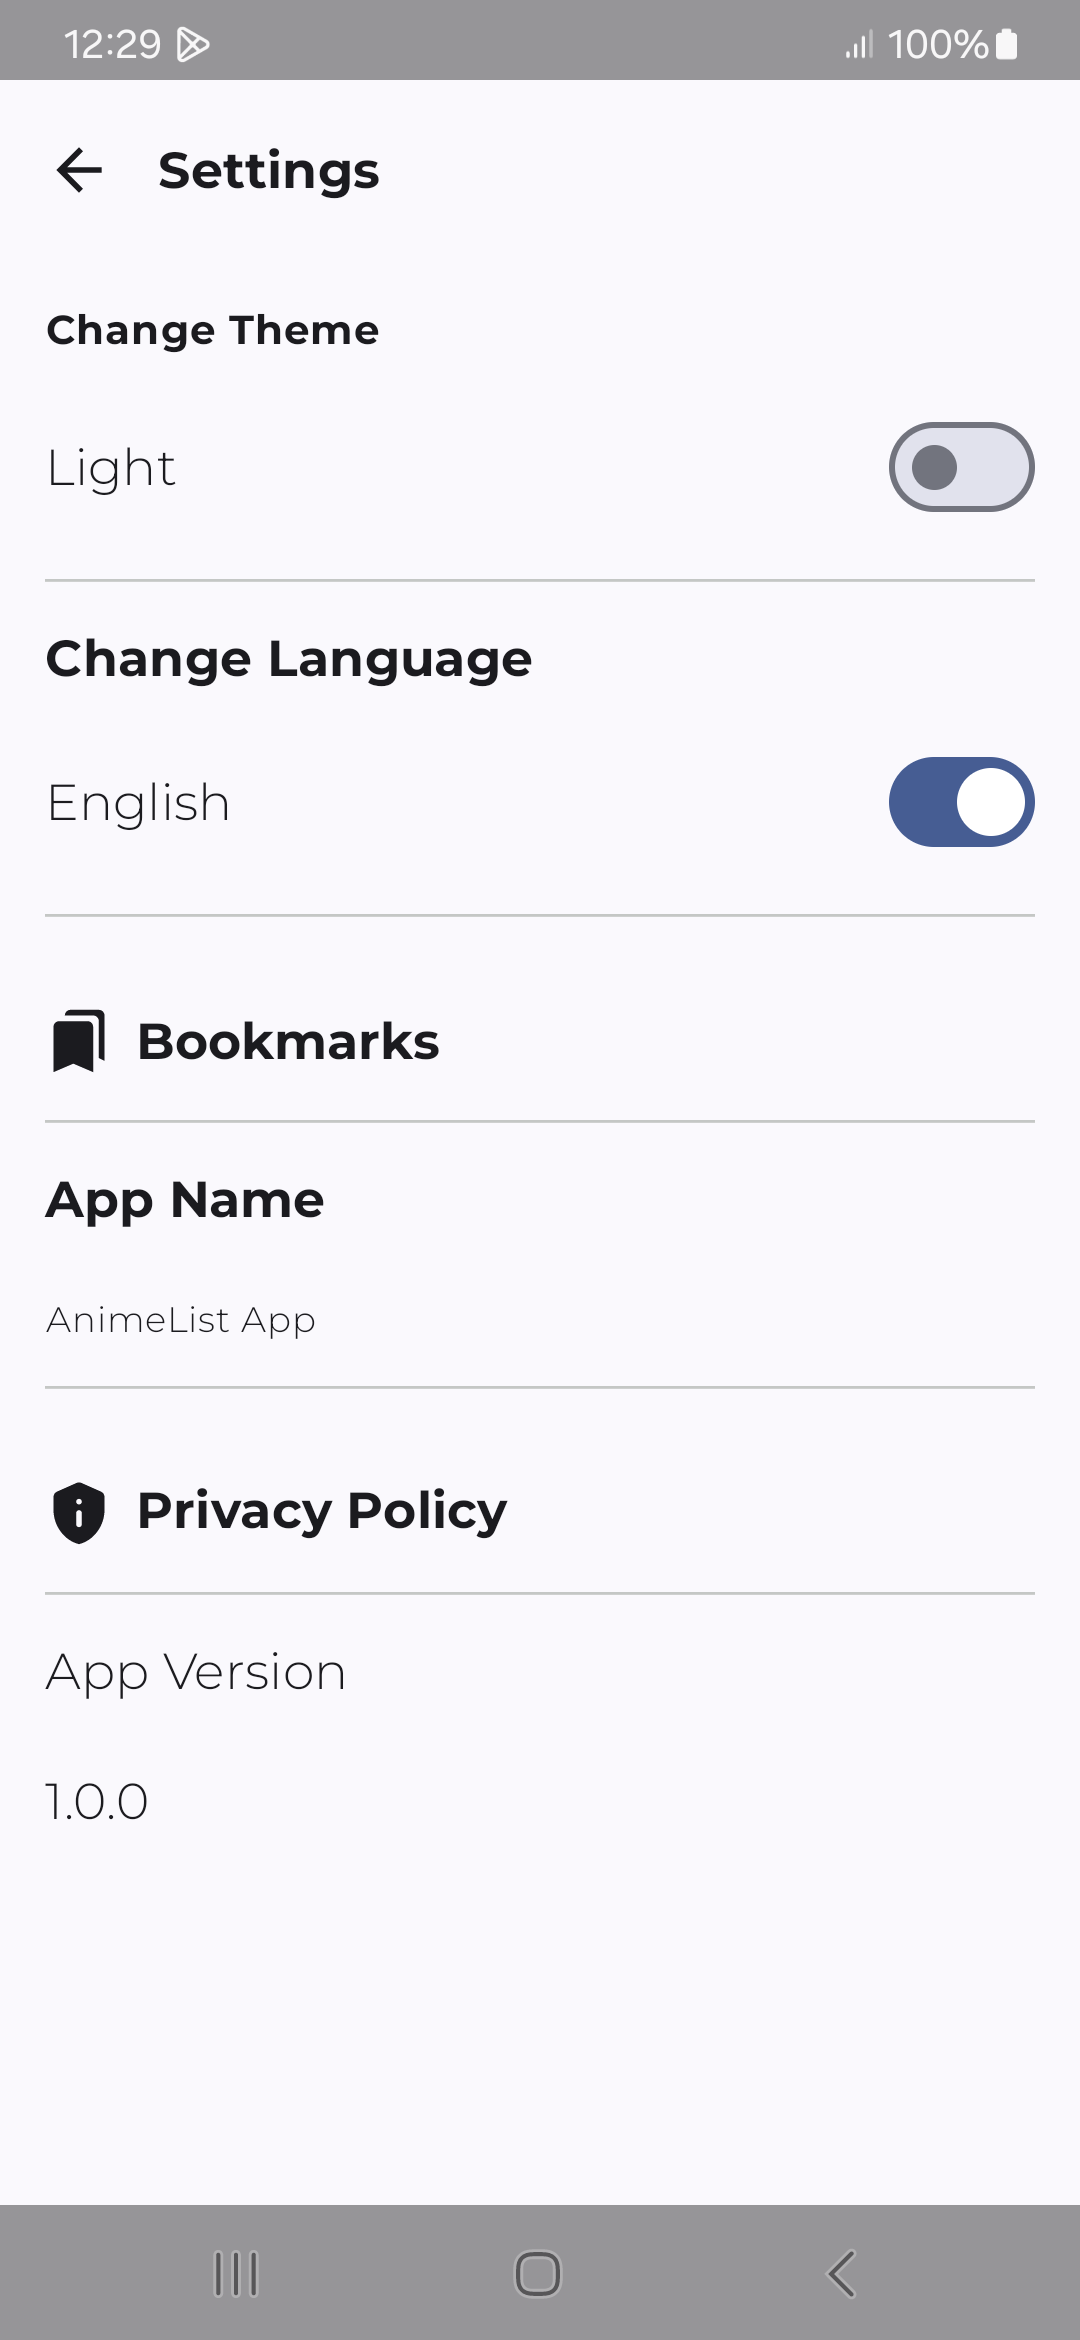 12:29 100%
Settings
Change Theme
Light
Change Language
English
Bookmarks
App Name
AnimeList App
Privacy Policy
App Version
1.0.0